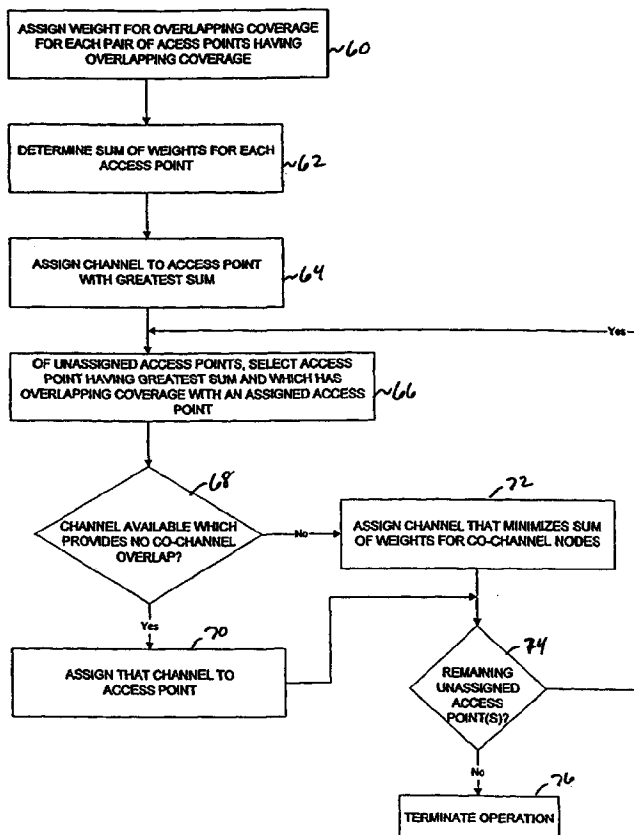 ASSIGN WEIGHT FOR OVERLAPPING COVERAGE
FOR EACH PAIR OF ACESS POINTS HAVING
OVERLAPPING COVERAGE
60
DETERMINE SUM OF WEIGHTS FOR EACH
ACCESS POINT
62
ASSIGN CHANNEL TO ACCESS POINT
WITH GREATEST SUM
64
Yes
OF UNASSIGNED ACCESS POINTS, SELECT ACCESS
POINT HAVING GREATEST SUM AND WHICH HAS
OVERLAPPING COVERAGE WITH AN ASSIGNED ACCESS
POINT
66
68
CHANNEL AVAILABLE WHICH
PROVIDES NO CO-CHANNEL
OVERLAP?
No
72
ASSIGN CHANNEL THAT MINIMIZES SUM
OF WEIGHTS FOR CO-CHANNEL NODES
Yes
70
ASSIGN THAT CHANNEL TO
ACCESS POINT
74
REMAINING
UNASSIGNED
ACCESS
POINT(S)?
No
76
TERMINATE OPERATION